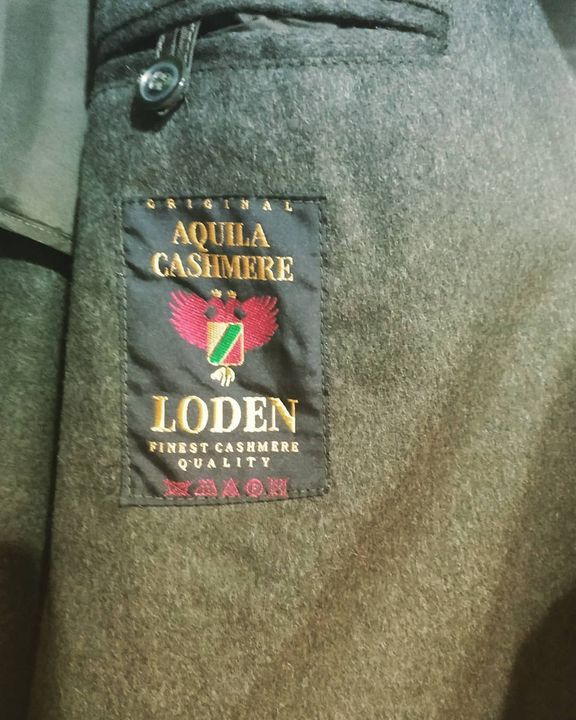 ORIGINAL
AQUILA
CASHMERE
LODEN
FINEST CASHMERE
QUALITY